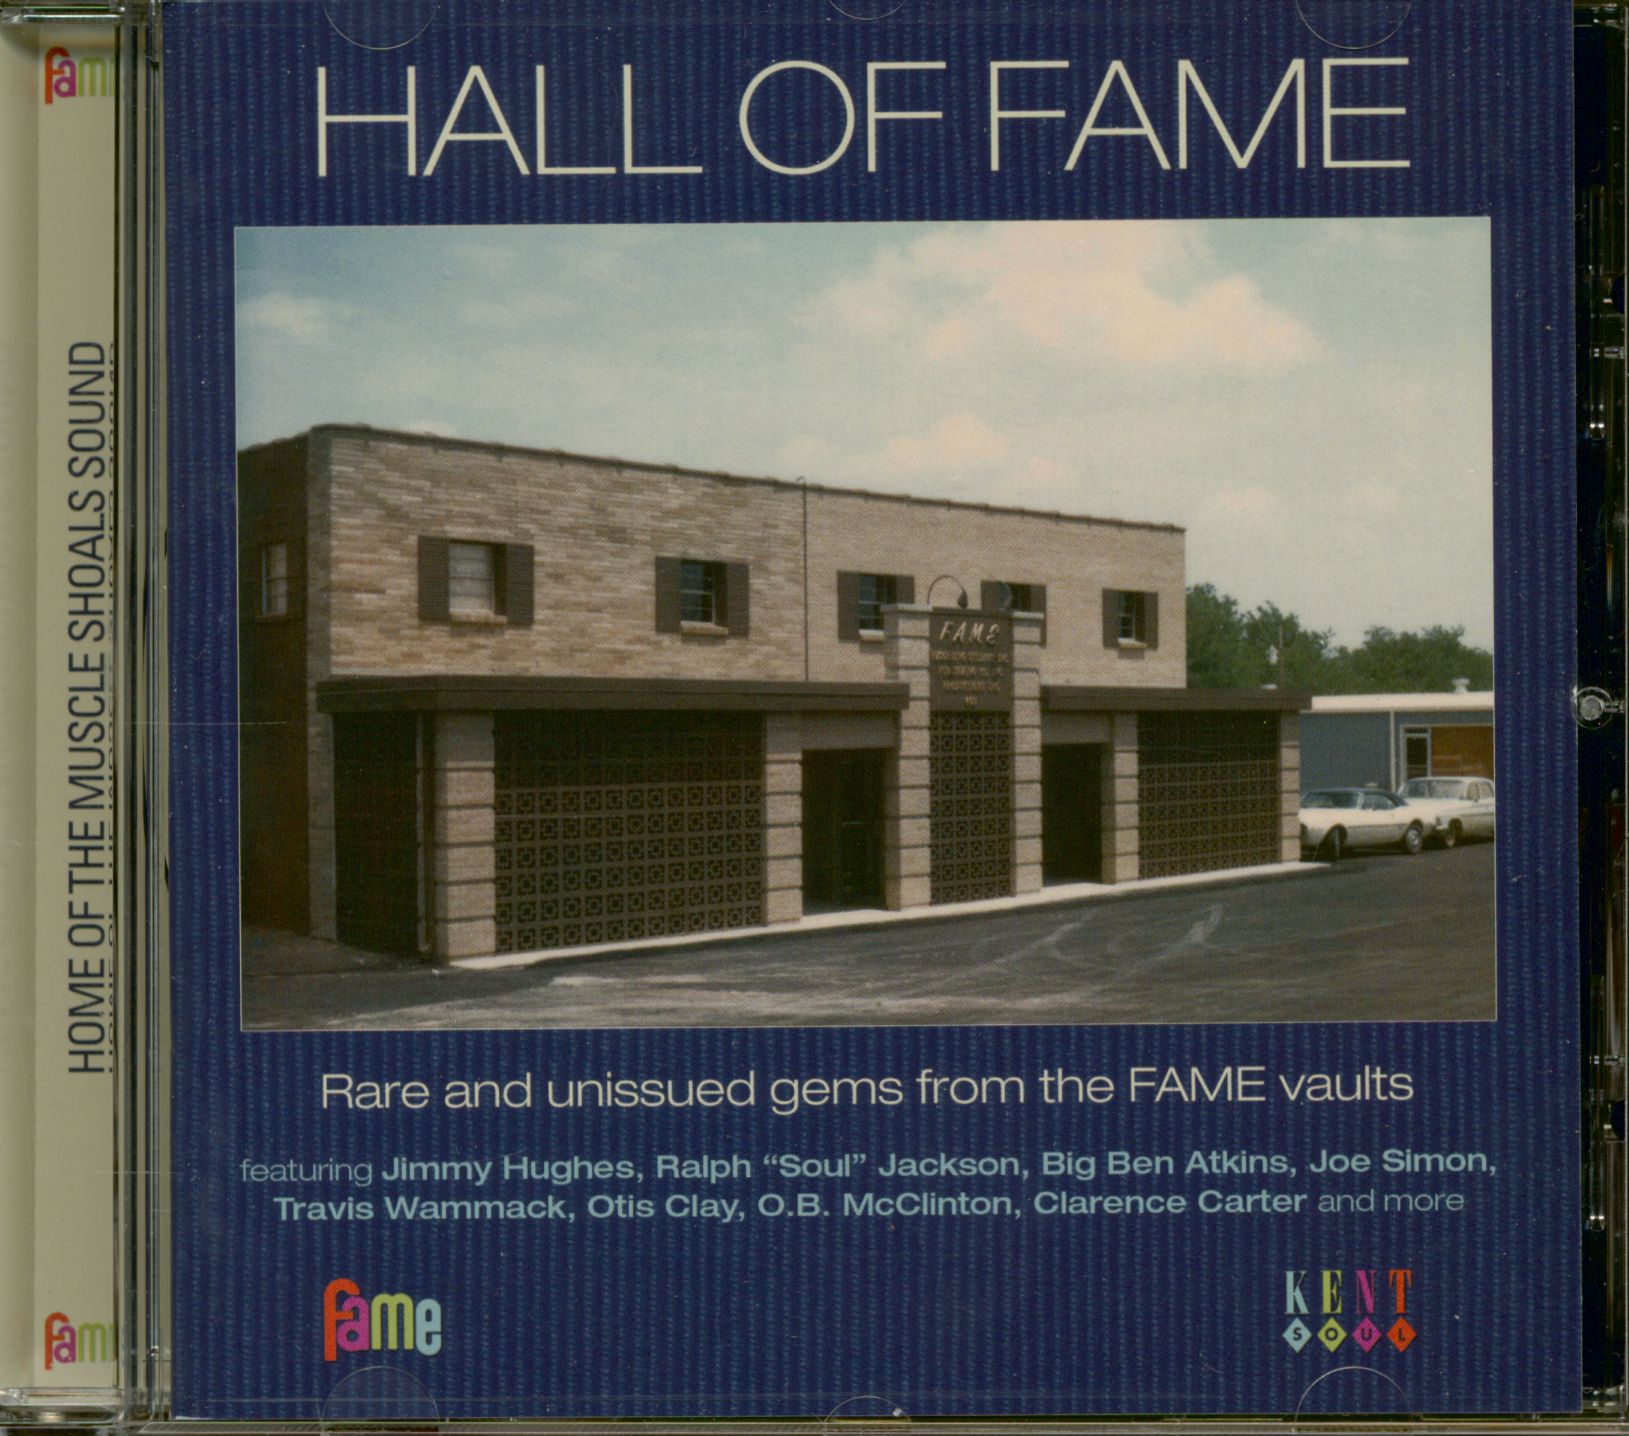 HALL OF FAME
fame
HOME OF THE MUSCLE SHOALS SOUND
FAME
Rare and unissued gems from the FAME vaults
featuring Jimmy Hughes, Ralph “Soul” Jackson, Big Ben Atkins, Joe Simon,
Travis Wammack, Otis Clay, O.B. McClinton, Clarence Carter and more
fame
KENT
SOUL